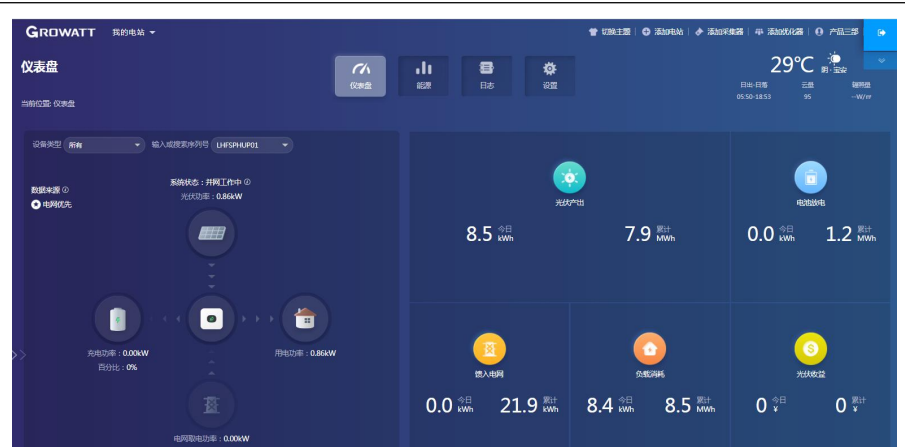 GROWATT 我的电站
切换主题 | 添加电站 | 添加采集器 | 添加优化器 | 产品三部
仪表盘
仪表盘 能源 日志 设置
29℃ 阴·宝安
日出-日落 云量 辐照量
05:50-18:53 95 --W/㎡
当前位置: 仪表盘
设备类型 所有 输入或搜索序列号 LHFSPHUP01
数据来源
电网优先
系统状态：并网工作中
光伏功率：0.86kW
充电功率：0.00kW
百分比：0%
用电功率：0.86kW
电网取电功率：0.00kW
光伏产出
8.5 今日 kWh 7.9 累计 MWh
电池放电
0.0 今日 kWh 1.2 累计 MWh
馈入电网
0.0 今日 kWh 21.9 累计 kWh
负载消耗
8.4 今日 kWh 8.5 累计 MWh
光伏收益
0 今日 ¥ 0 累计 ¥